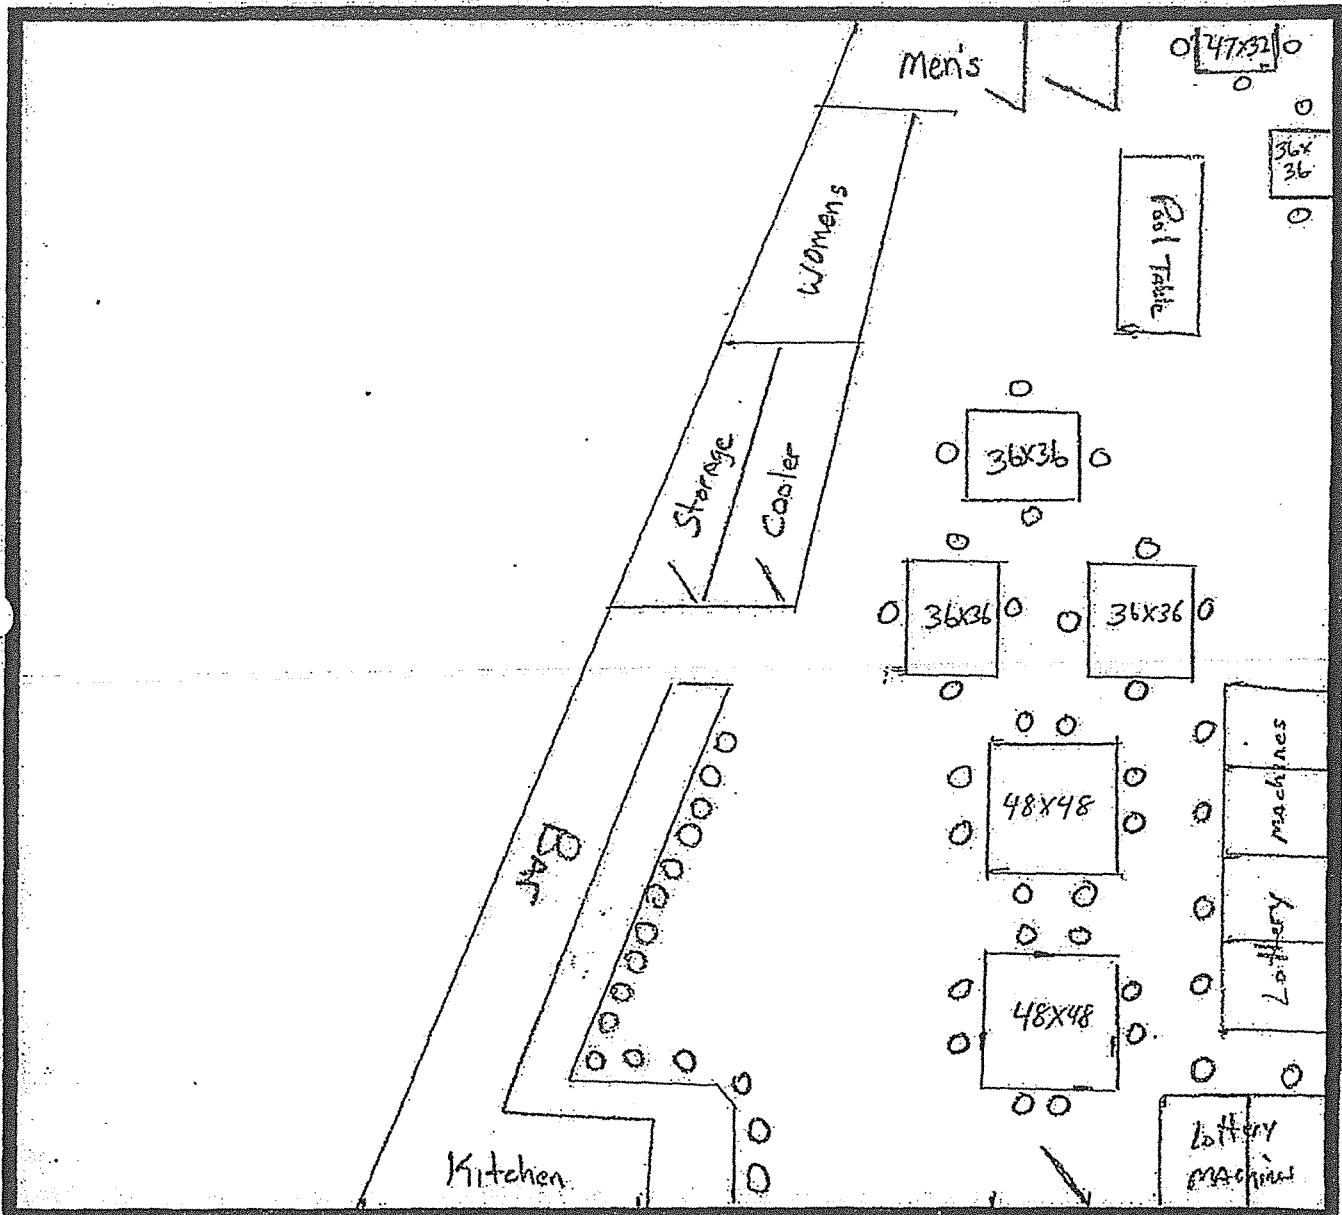 Men's
47x32
36x
36
Womens
Pool Table
Storage
Cooler
36x36
36x36
36x36
Machines
Lottery
48x48
Bar
48x48
Kitchen
Lottery
Machines